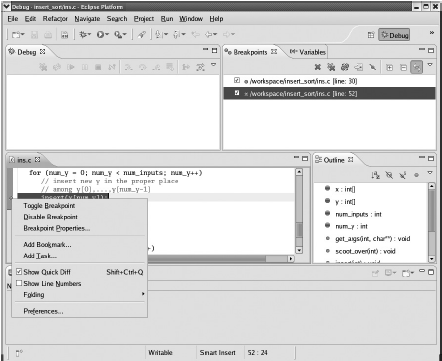 Debug - insert_sort/ins.c - Eclipse Platform
File Edit Refactor Navigate Search Project Run Window Help
Debug
Debug
Breakpoints Variables
/workspace/insert_sort/ins.c [line: 30]
/workspace/insert_sort/ins.c [line: 52]
ins.c
for (num_y = 0; num_y < num_inputs; num_y++)
// insert new y in the proper place
// among y[0],...,y[num_y-1]
Toggle Breakpoint
Disable Breakpoint
Breakpoint Properties...
Add Bookmark...
Add Task...
Show Quick Diff Shift+Ctrl+Q
Show Line Numbers
Folding
Preferences...
Outline
x : int[]
y : int[]
num_inputs : int
num_y : int
get_args(int, char**) : void
scoot_over(int) : void
Writable Smart Insert 52 : 24